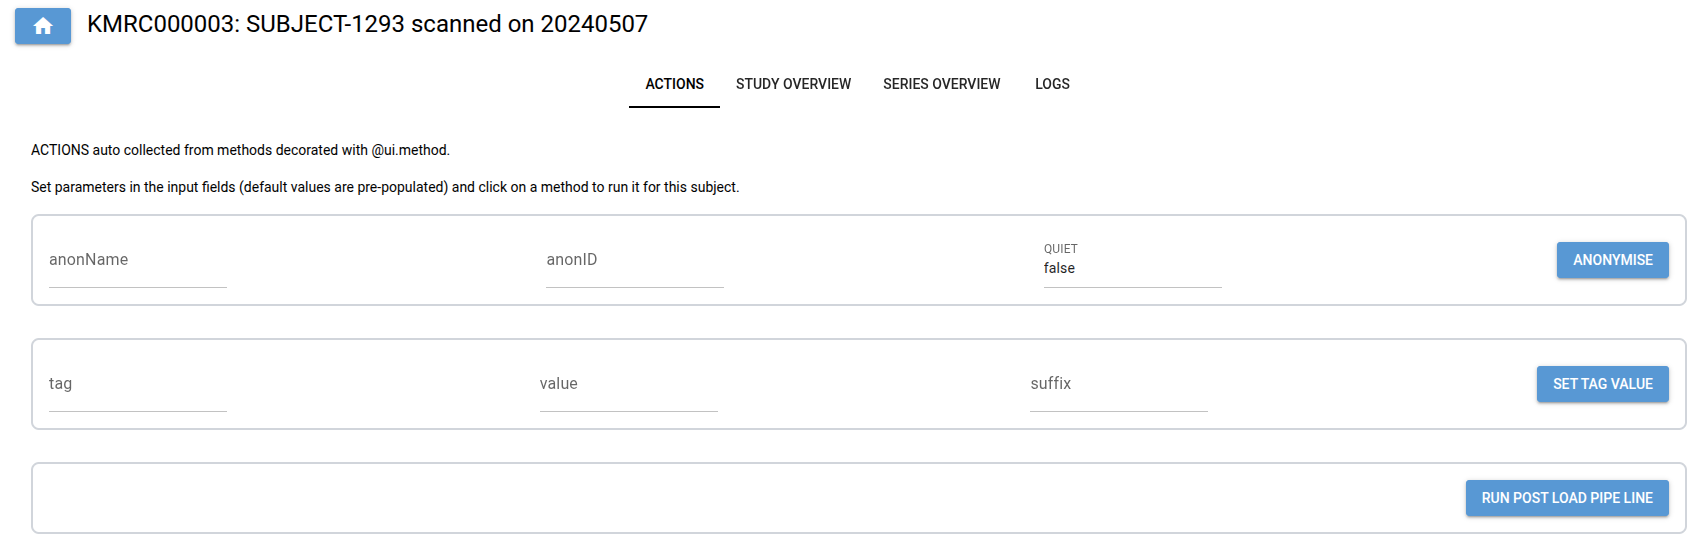 KMRC000003: SUBJECT-1293 scanned on 20240507
ACTIONS STUDY OVERVIEW SERIES OVERVIEW LOGS
ACTIONS auto collected from methods decorated with @ui.method.
Set parameters in the input fields (default values are pre-populated) and click on a method to run it for this subject.
anonName anonID QUIET
false ANONYMISE
tag value suffix SET TAG VALUE
RUN POST LOAD PIPE LINE